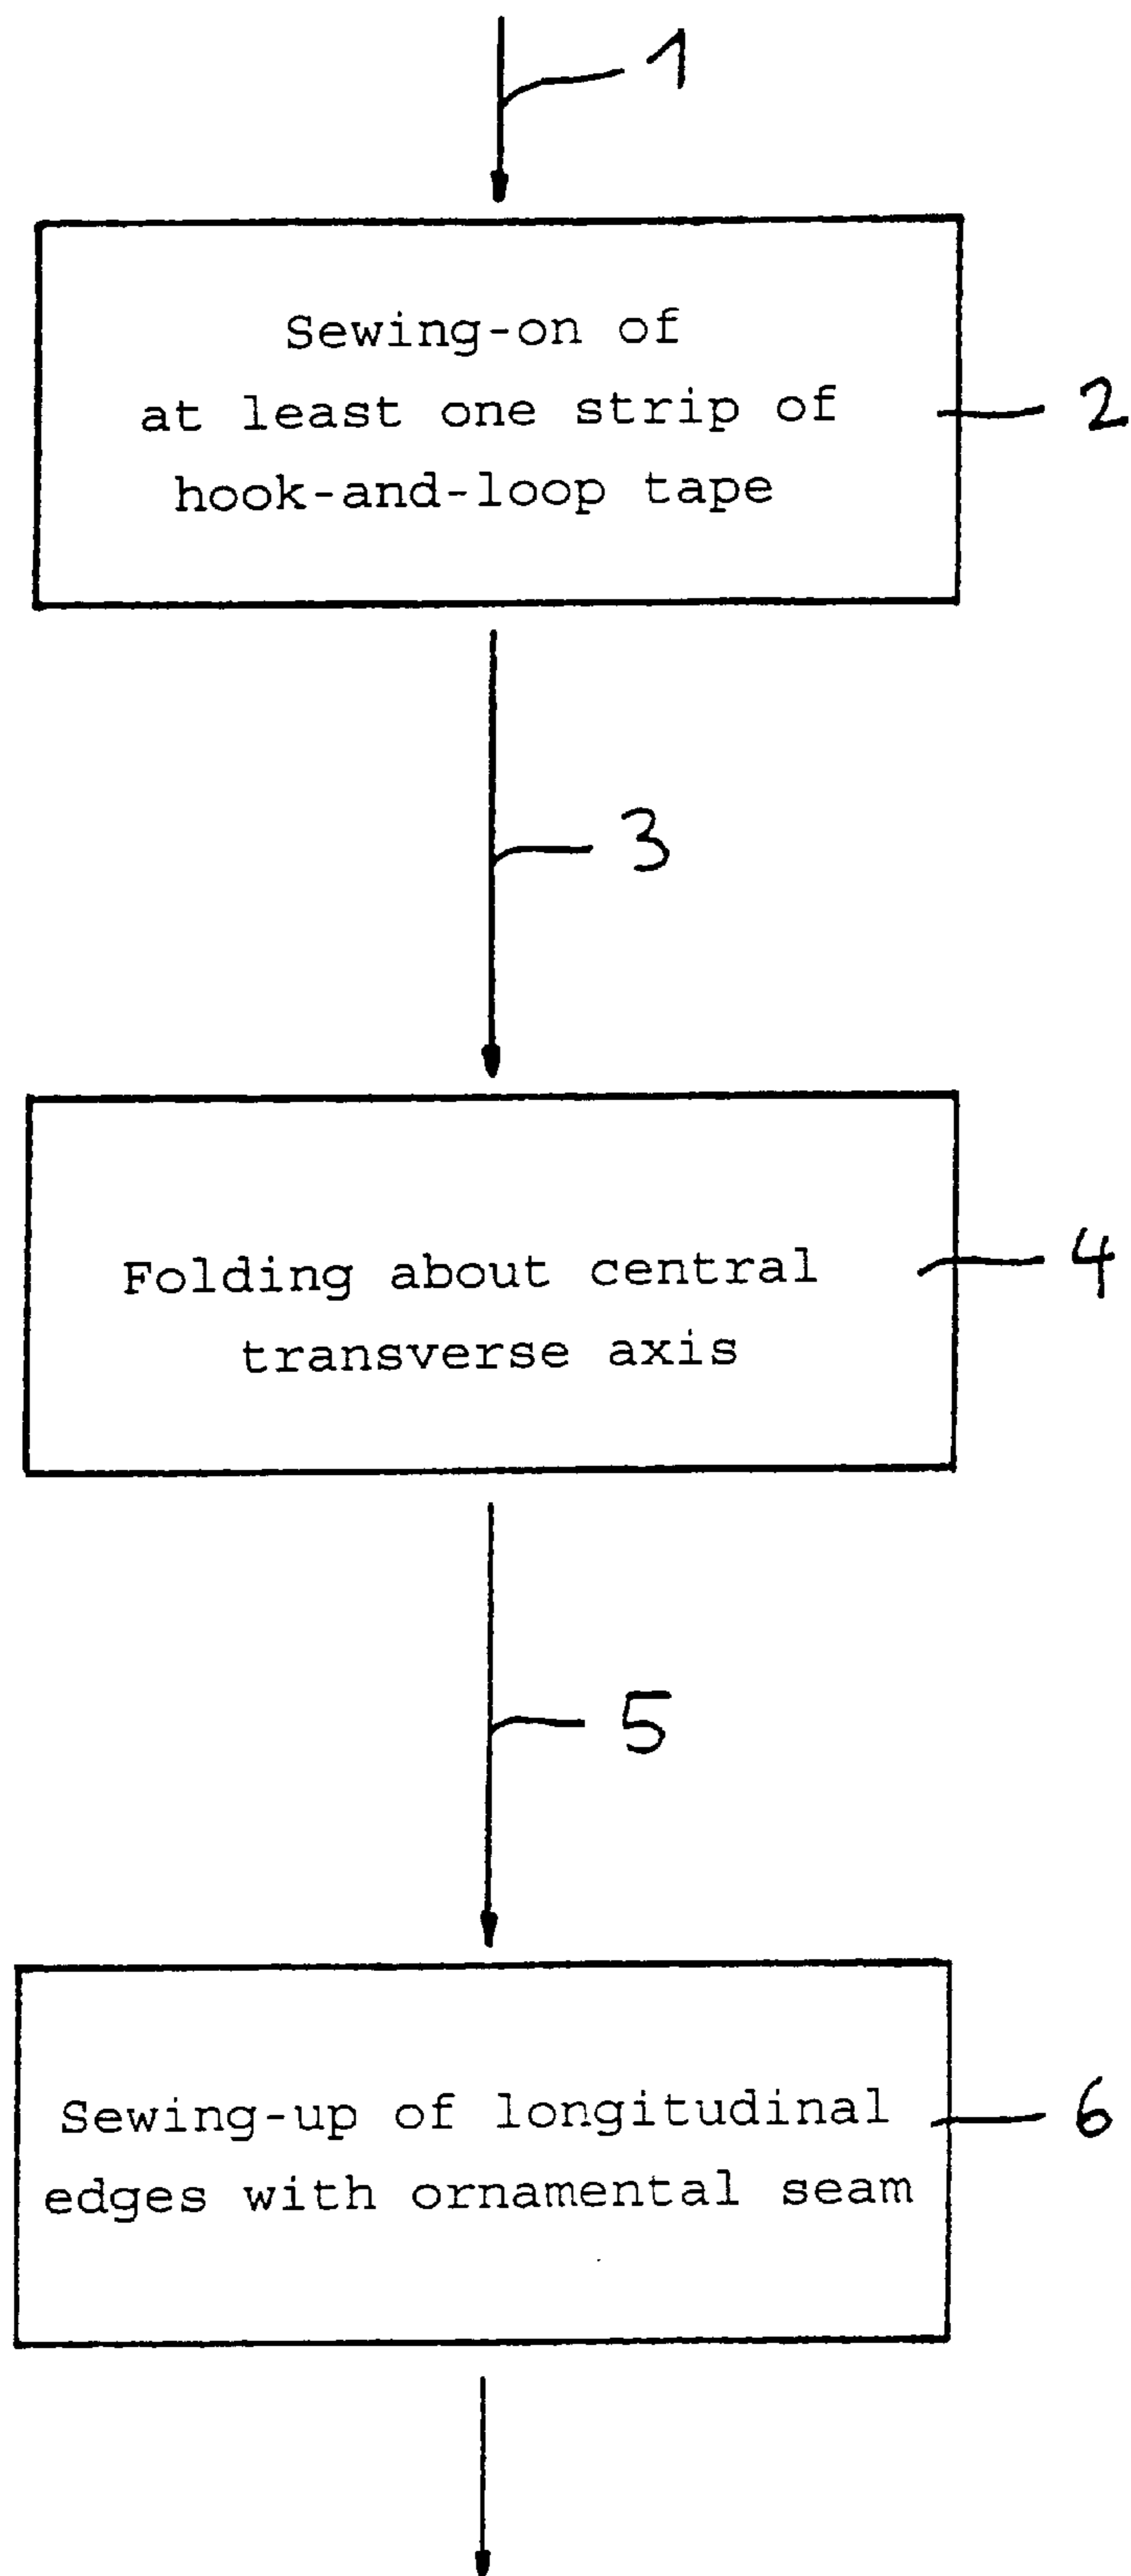 1
Sewing-on of
at least one strip of
hook-and-loop tape
2
3
Folding about central
transverse axis
4
5
Sewing-up of longitudinal
edges with ornamental seam
6